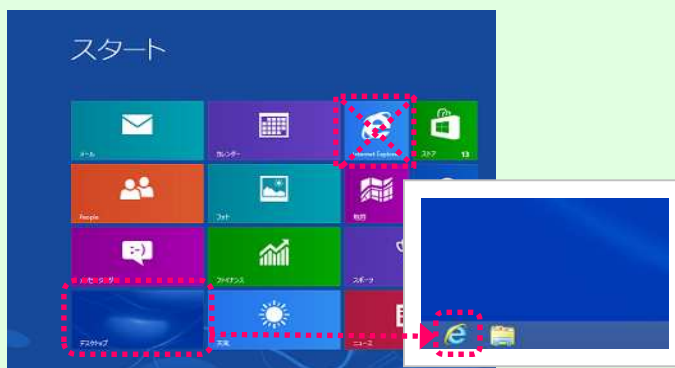 スタート
メール
カレンダー
Internet Explorer
ストア 13
People
フォト
地図
メッセージング
ファイナンス
スポーツ
デスクトップ
天気
ニュース